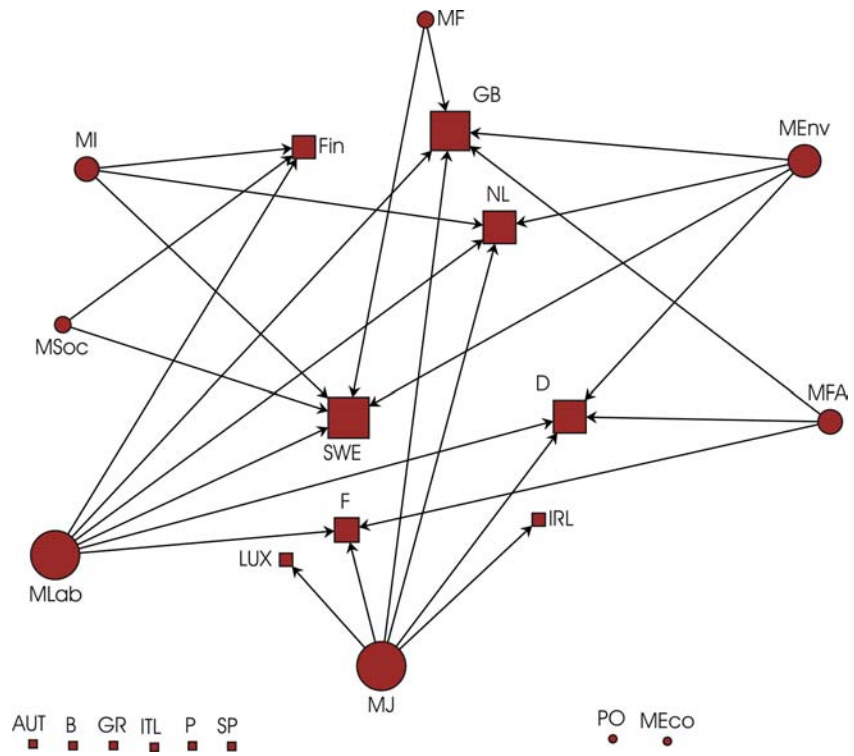 MF
GB
MI
Fin
MEnv
NL
MSoc
D
MFA
SWE
F
IRL
LUX
MLab
MJ
AUT B GR ITL P SP
PO MEco